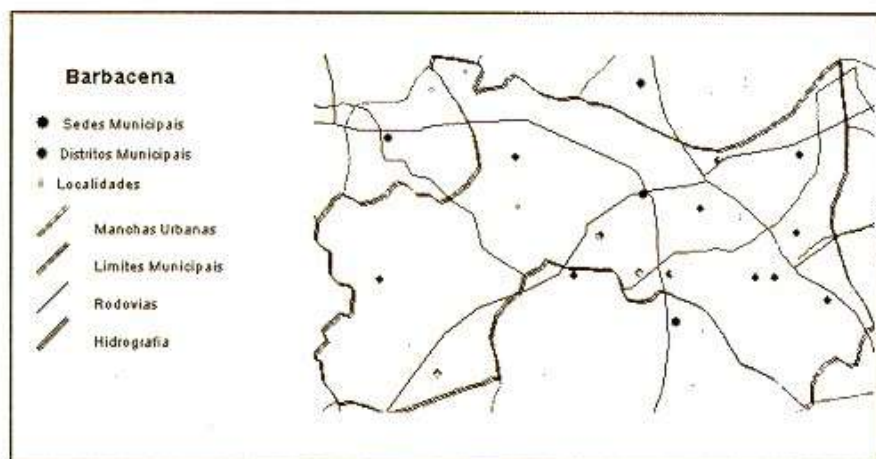 Barbacena
Sedes Municipais
Distritos Municipais
Localidades
Manchas Urbanas
Limites Municipais
Rodovias
Hidrografia